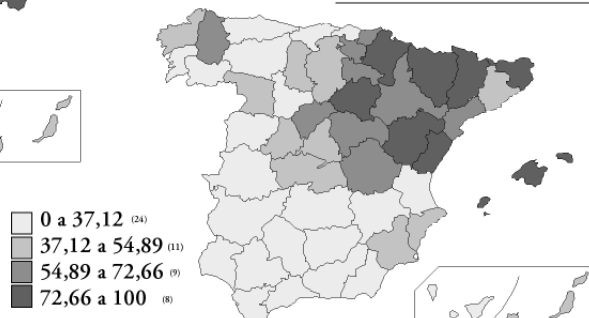 0 a 37,12 (24)
37,12 a 54,89 (11)
54,89 a 72,66 (9)
72,66 a 100 (8)